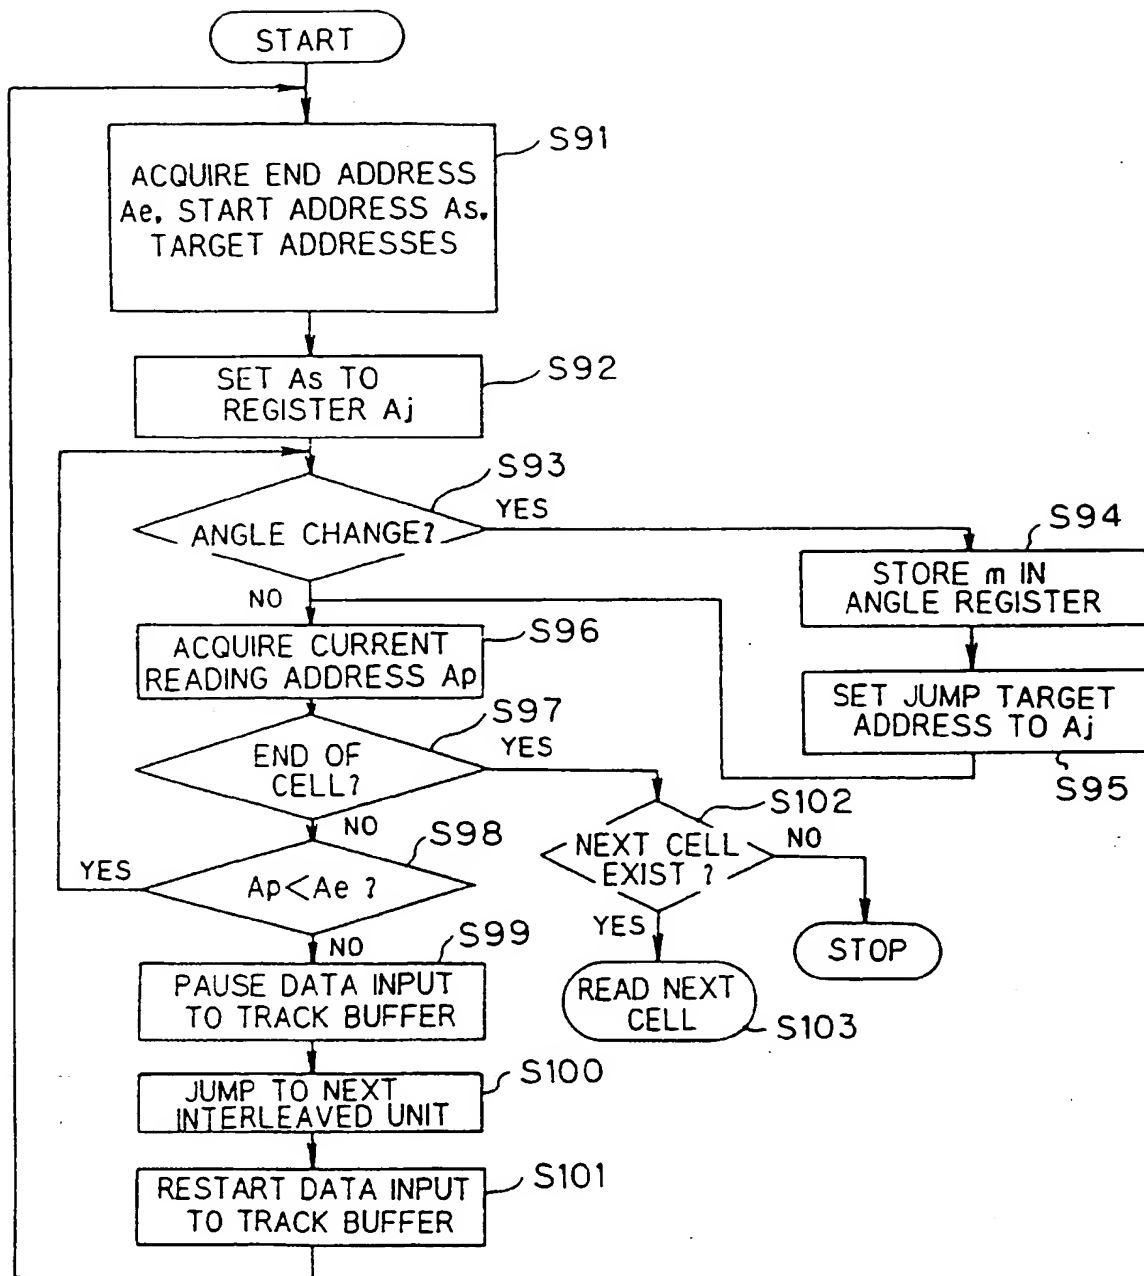 START
S91
ACQUIRE END ADDRESS
Ae, START ADDRESS As,
TARGET ADDRESSES
S92
SET As TO
REGISTER Aj
S93
ANGLE CHANGE?
YES
NO
S94
STORE m IN
ANGLE REGISTER
SET JUMP TARGET
ADDRESS TO Aj
S95
S96
ACQUIRE CURRENT
READING ADDRESS Ap
S97
END OF
CELL?
YES
NO
S102
NEXT CELL
EXIST ?
NO
YES
STOP
READ NEXT
CELL
S103
S98
Ap<Ae ?
YES
NO
S99
PAUSE DATA INPUT
TO TRACK BUFFER
S100
JUMP TO NEXT
INTERLEAVED UNIT
S101
RESTART DATA INPUT
TO TRACK BUFFER